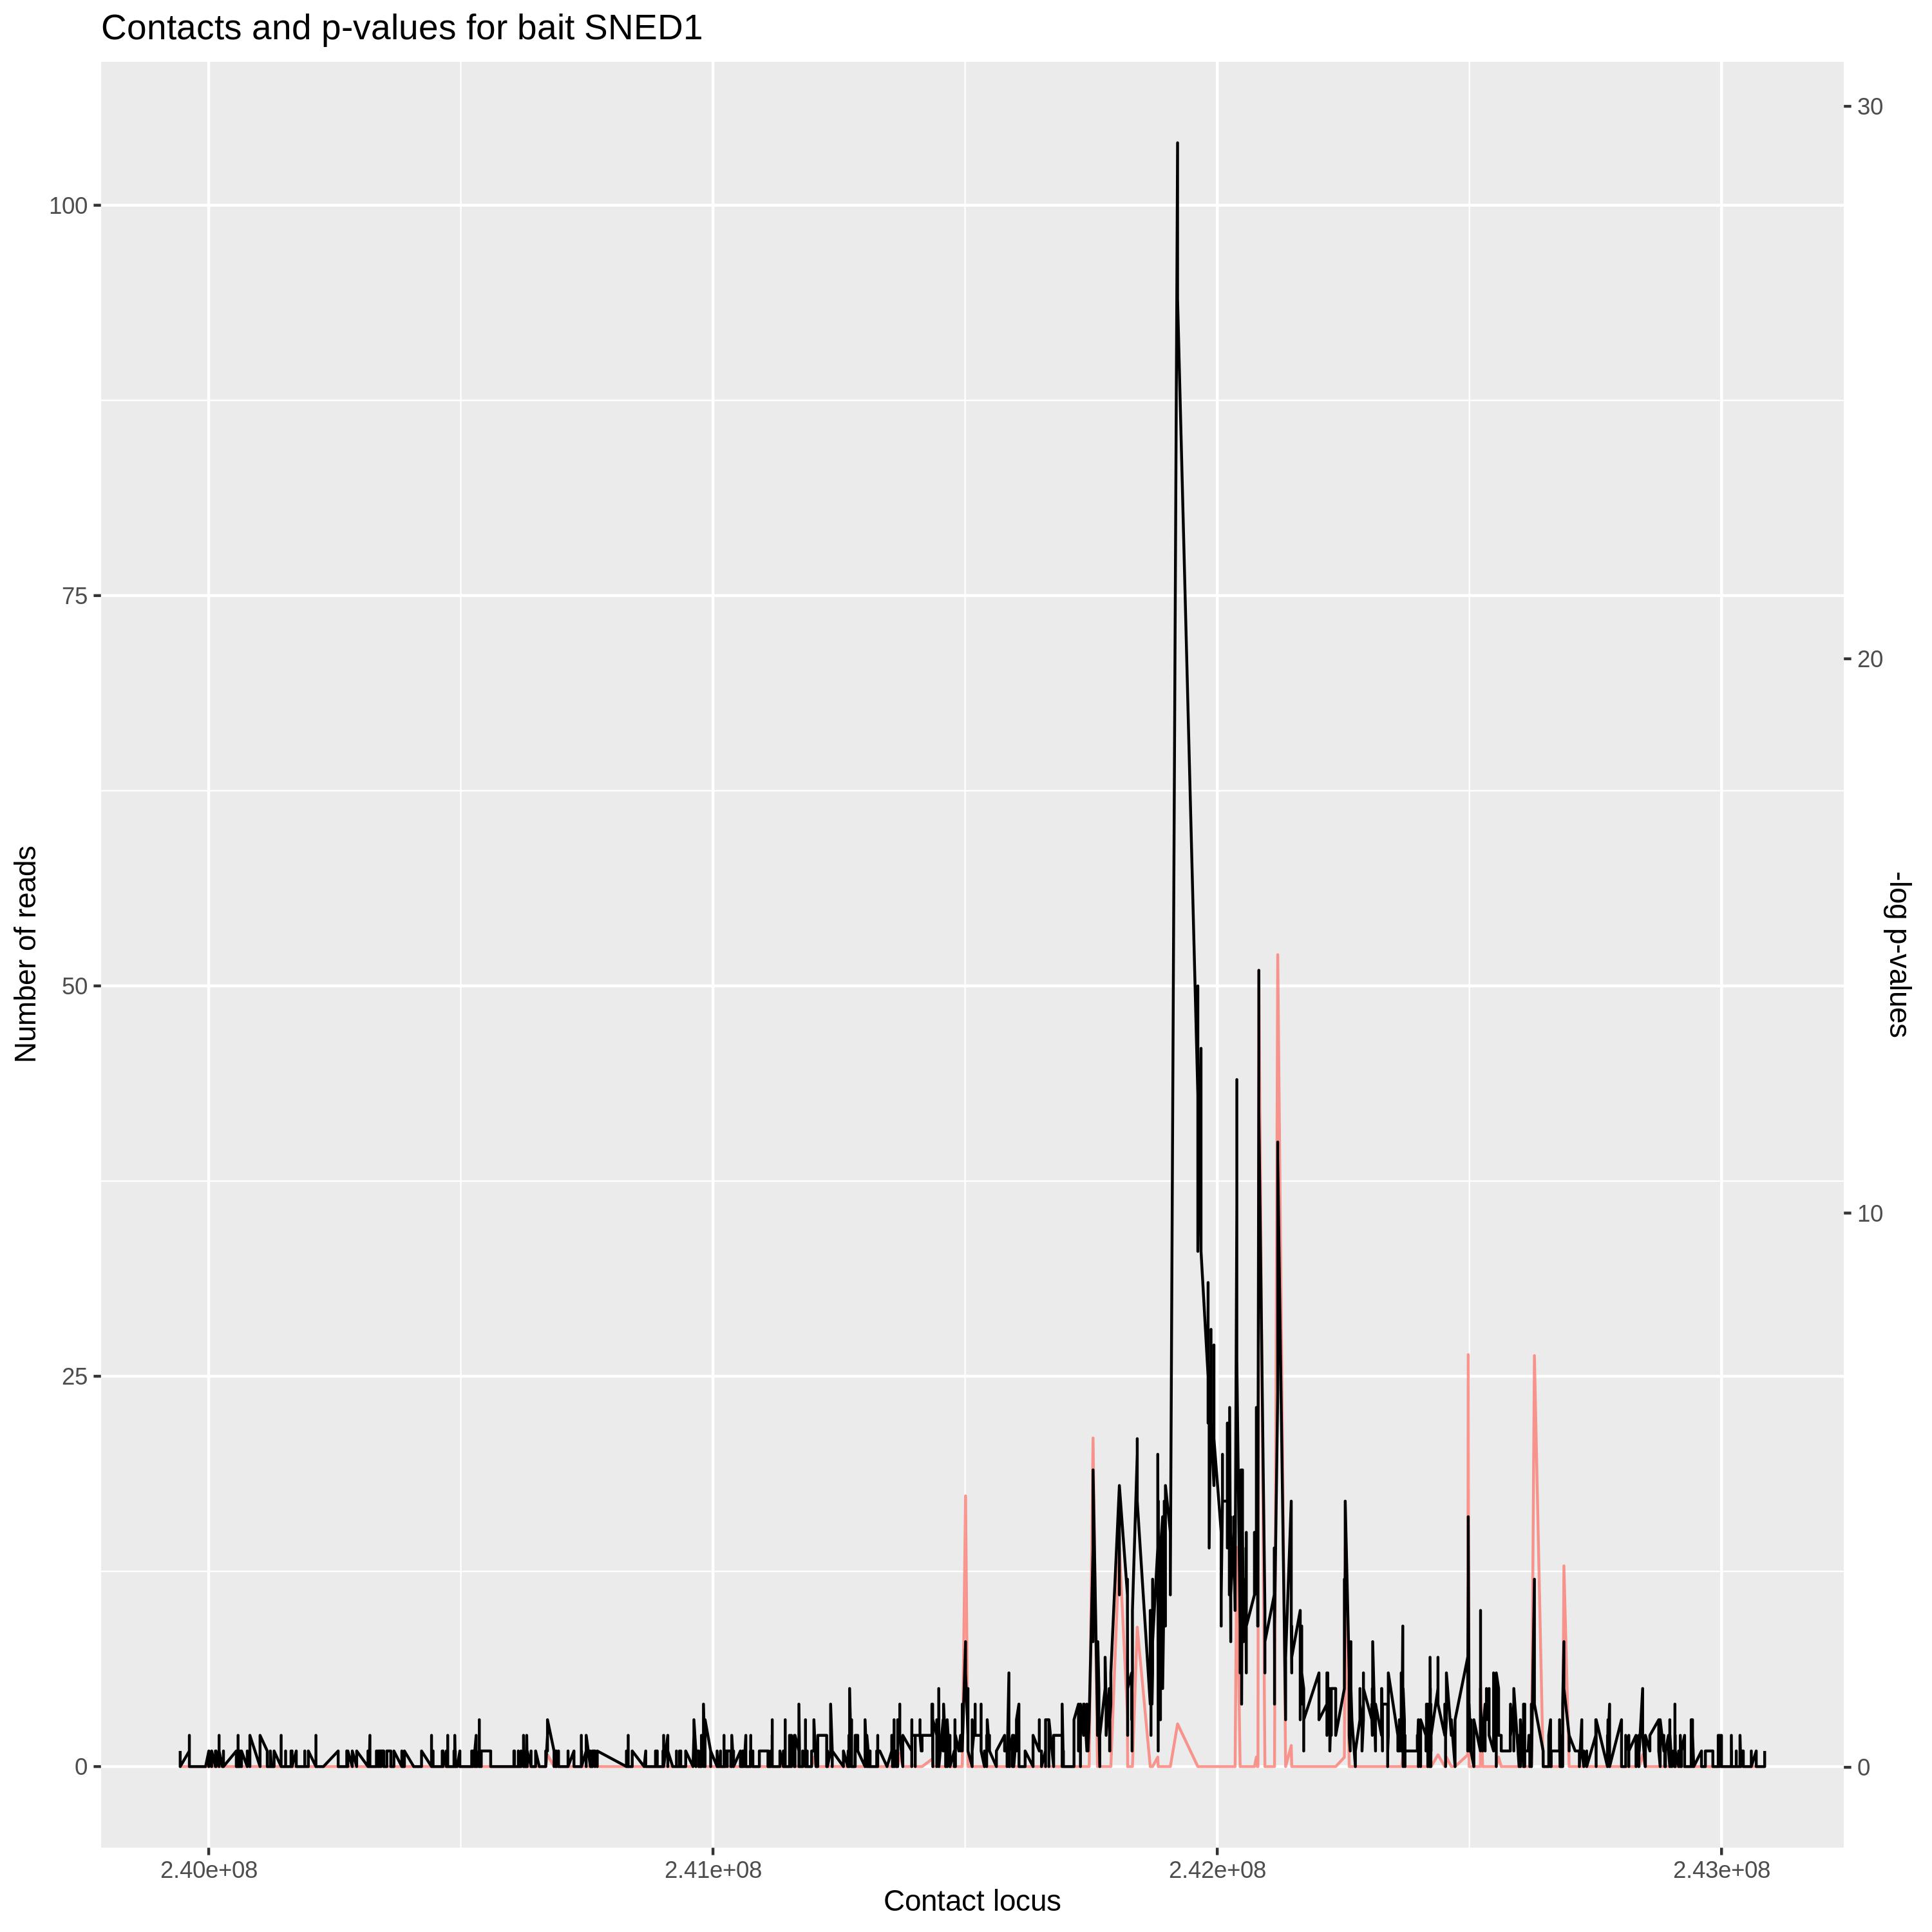 Contacts and p-values for bait SNED1
100
75
50
25
0
Number of reads
30
20
10
0
-log p-values
2.40e+08
2.41e+08
2.42e+08
2.43e+08
Contact locus